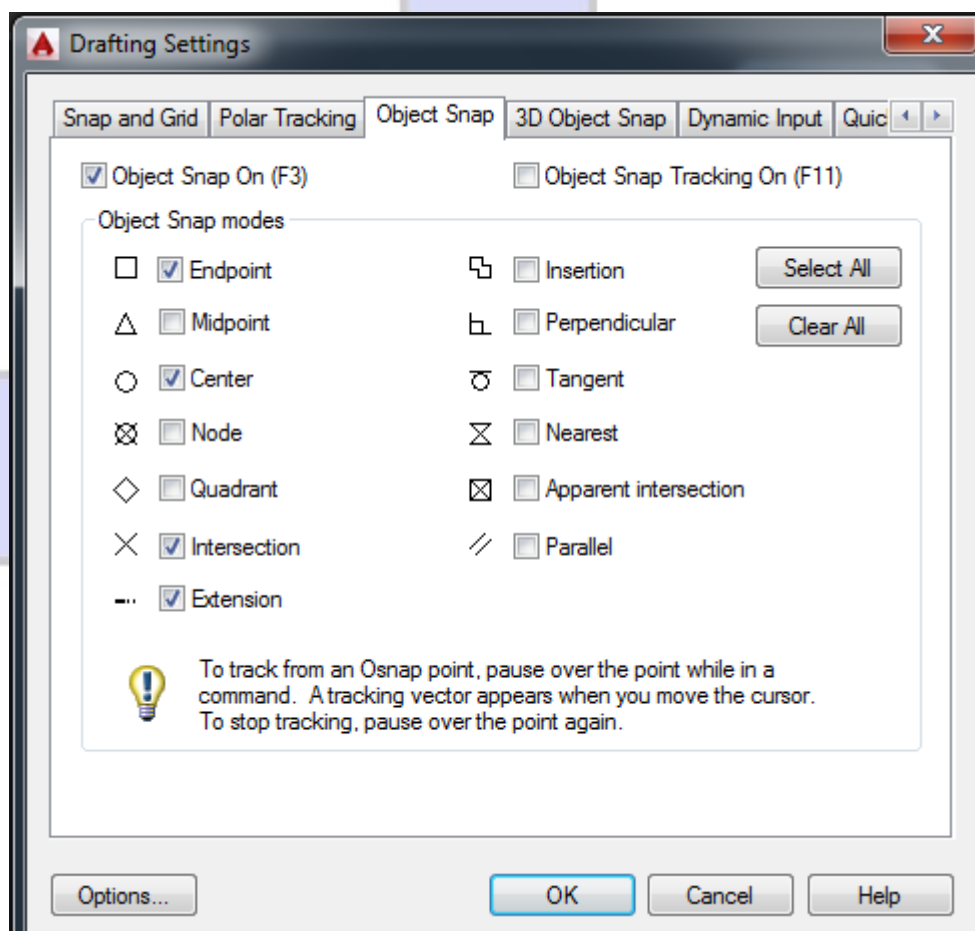 Drafting Settings
Snap and Grid Polar Tracking Object Snap 3D Object Snap Dynamic Input Quic
Object Snap On (F3) Object Snap Tracking On (F11)
Object Snap modes
Endpoint Insertion Select All
Midpoint Perpendicular Clear All
Center Tangent
Node Nearest
Quadrant Apparent intersection
Intersection Parallel
Extension
To track from an Osnap point, pause over the point while in a
command. A tracking vector appears when you move the cursor.
To stop tracking, pause over the point again.
Options... OK Cancel Help